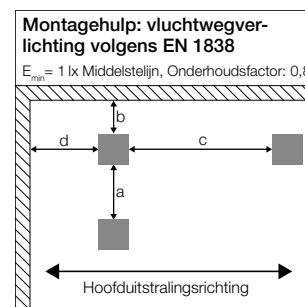 Montagehulp: vluchtwegver-
lichting volgens EN 1838
Emin= 1 lx Middelstelijn, Onderhoudsfactor: 0,8
b
d
c
a
Hoofduitstralingsrichting